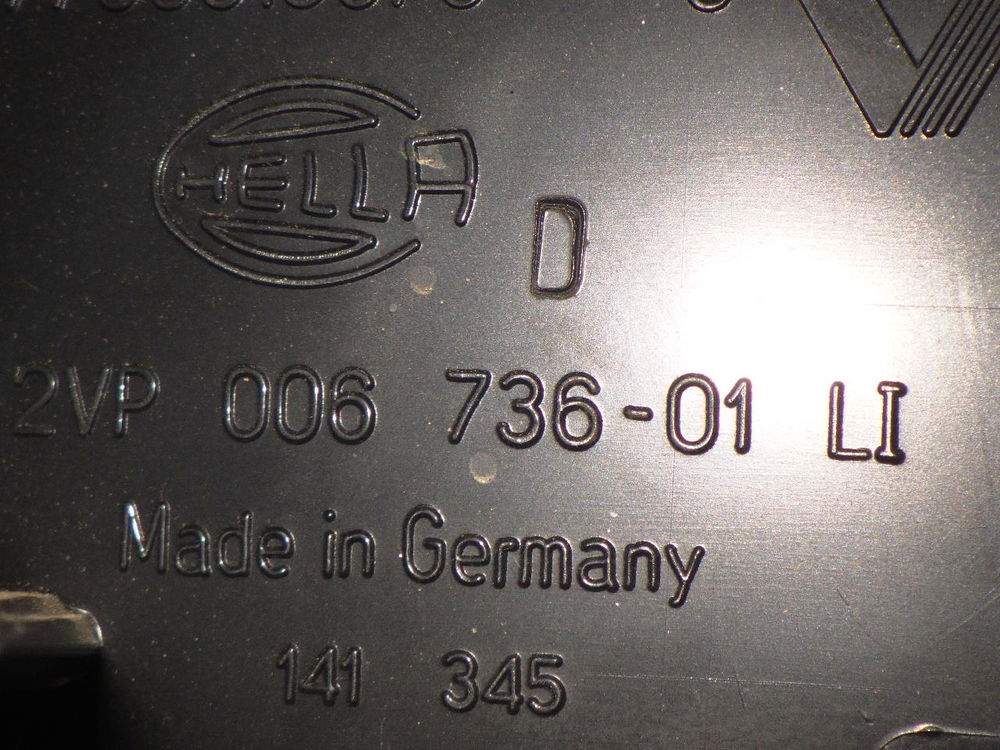 HELLA
D
2VP 006 736-01 LI
Made in Germany
141 345